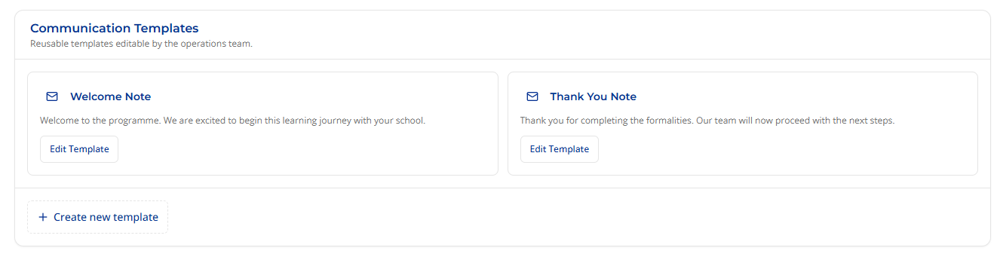 Communication Templates
Reusable templates editable by the operations team.
Welcome Note
Welcome to the programme. We are excited to begin this learning journey with your school.
Edit Template
Thank You Note
Thank you for completing the formalities. Our team will now proceed with the next steps.
Edit Template
+ Create new template